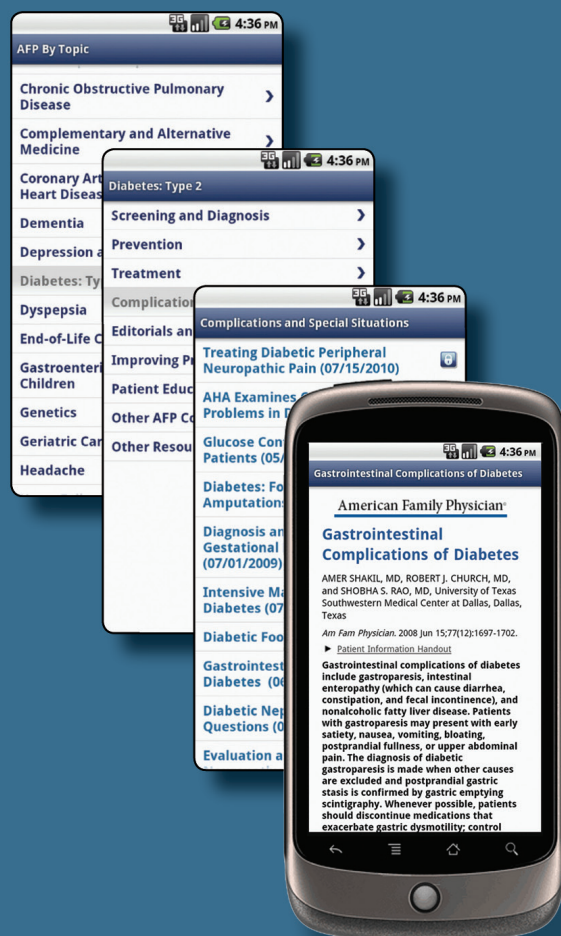 3G 4:36 PM
AFP By Topic
Chronic Obstructive Pulmonary
Disease
Complementary and Alternative
Medicine
Coronary Art
Heart Diseas
Dementia
Depression a
Diabetes: Ty
Dyspepsia
End-of-Life C
Gastroenteri
Children
Genetics
Geriatric Car
Headache
3G 4:36 PM
Diabetes: Type 2
Screening and Diagnosis
Prevention
Treatment
Complication
Editorials an
Improving Pr
Patient Educ
Other AFP Co
Other Resou
3G 4:36 PM
Complications and Special Situations
Treating Diabetic Peripheral
Neuropathic Pain (07/15/2010)
AHA Examines
Problems in D
Glucose Con
Patients (05/
Diabetes: Fo
Amputations
Diagnosis an
Gestational
(07/01/2009)
Intensive Ma
Diabetes (07
Diabetic Foo
Gastrointest
Diabetes (06
Diabetic Nep
Questions (0
Evaluation a
3G 4:36 PM
Gastrointestinal Complications of Diabetes
American Family Physician®
Gastrointestinal
Complications of Diabetes
AMER SHAKIL, MD, ROBERT J. CHURCH, MD,
and SHOBHA S. RAO, MD, University of Texas
Southwestern Medical Center at Dallas, Dallas,
Texas
Am Fam Physician. 2008 Jun 15;77(12):1697-1702.
► Patient Information Handout
Gastrointestinal complications of diabetes
include gastroparesis, intestinal
enteropathy (which can cause diarrhea,
constipation, and fecal incontinence), and
nonalcoholic fatty liver disease. Patients
with gastroparesis may present with early
satiety, nausea, vomiting, bloating,
postprandial fullness, or upper abdominal
pain. The diagnosis of diabetic
gastroparesis is made when other causes
are excluded and postprandial gastric
stasis is confirmed by gastric emptying
scintigraphy. Whenever possible, patients
should discontinue medications that
exacerbate gastric dysmotility; control